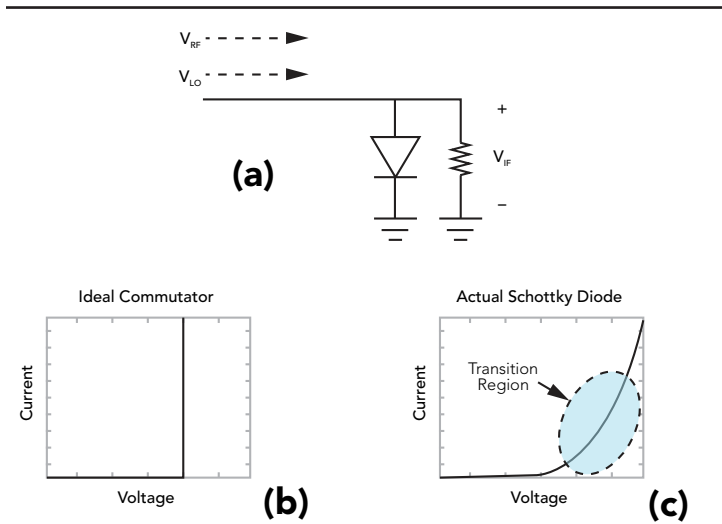 V_RF
V_LO
+
V_IF
−
(a)
Ideal Commutator
Current
Voltage
(b)
Actual Schottky Diode
Transition
Region
Current
Voltage
(c)